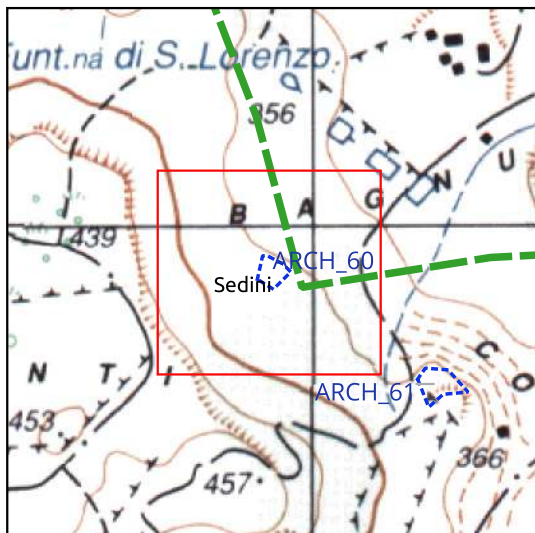 Funt.na di S. Lorenzo
356
U
N
G
A
B
439
ARCH_60
Sedini
C
O
N T I
ARCH_61
453
366
457